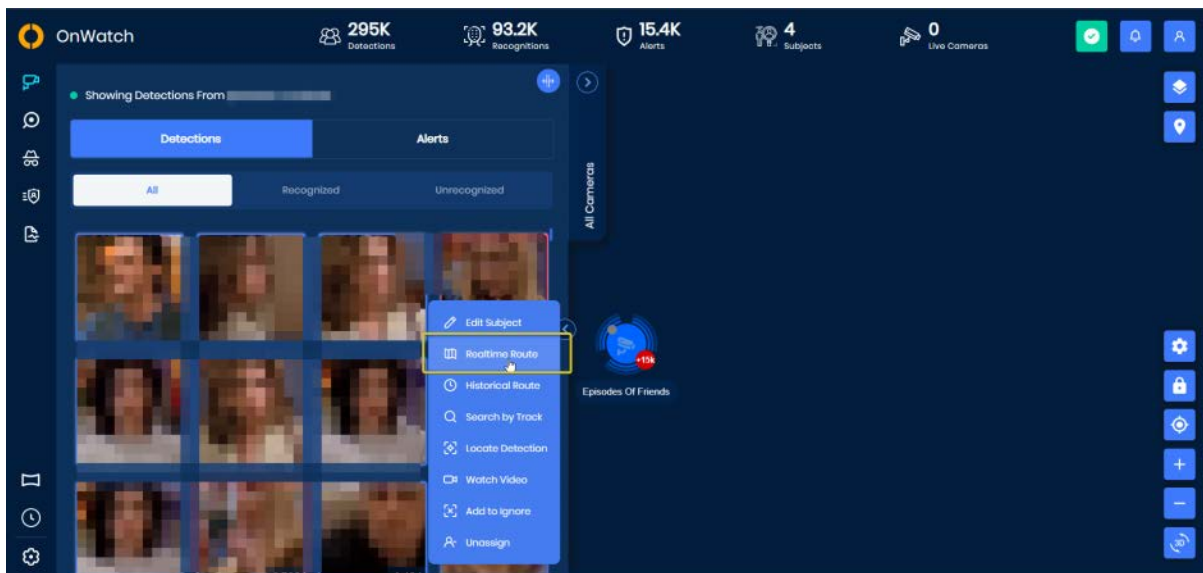 OnWatch
295K
Detections
93.2K
Recognitions
15.4K
Alerts
4
Subjects
0
Live Cameras
Showing Detections From
Detections
Alerts
All
Recognized
Unrecognized
All Cameras
Edit Subject
Realtime Route
Historical Route
Search by Track
Locate Detection
Watch Video
Add to Ignore
Unassign
+15k
Episodes Of Friends
3D